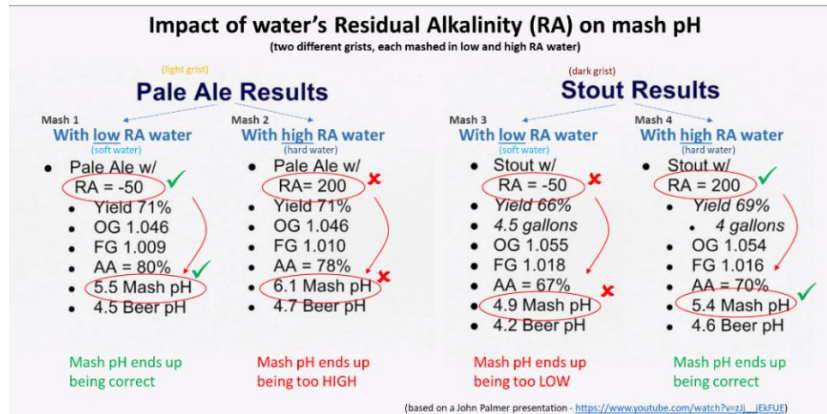 Impact of water's Residual Alkalinity (RA) on mash pH
(two different grists, each mashed in low and high RA water)
(light grist)
Pale Ale Results
Mash 1
With low RA water
(soft water)
• Pale Ale w/
RA = -50
• Yield 71%
• OG 1.046
• FG 1.009
• AA = 80%
• 5.5 Mash pH
• 4.5 Beer pH
Mash pH ends up
being correct
Mash 2
With high RA water
(hard water)
• Pale Ale w/
RA= 200
• Yield 71%
• OG 1.046
• FG 1.010
• AA = 78%
• 6.1 Mash pH
• 4.7 Beer pH
Mash pH ends up
being too HIGH
(dark grist)
Stout Results
Mash 3
With low RA water
(soft water)
• Stout w/
RA = -50
• Yield 66%
• 4.5 gallons
• OG 1.055
• FG 1.018
• AA = 67%
• 4.9 Mash pH
• 4.2 Beer pH
Mash pH ends up
being too LOW
Mash 4
With high RA water
(hard water)
• Stout w/
RA = 200
• Yield 69%
• 4 gallons
• OG 1.054
• FG 1.016
• AA = 70%
• 5.4 Mash pH
• 4.6 Beer pH
Mash pH ends up
being correct
(based on a John Palmer presentation - https://www.youtube.com/watch?v=zJj__jEkFUE)